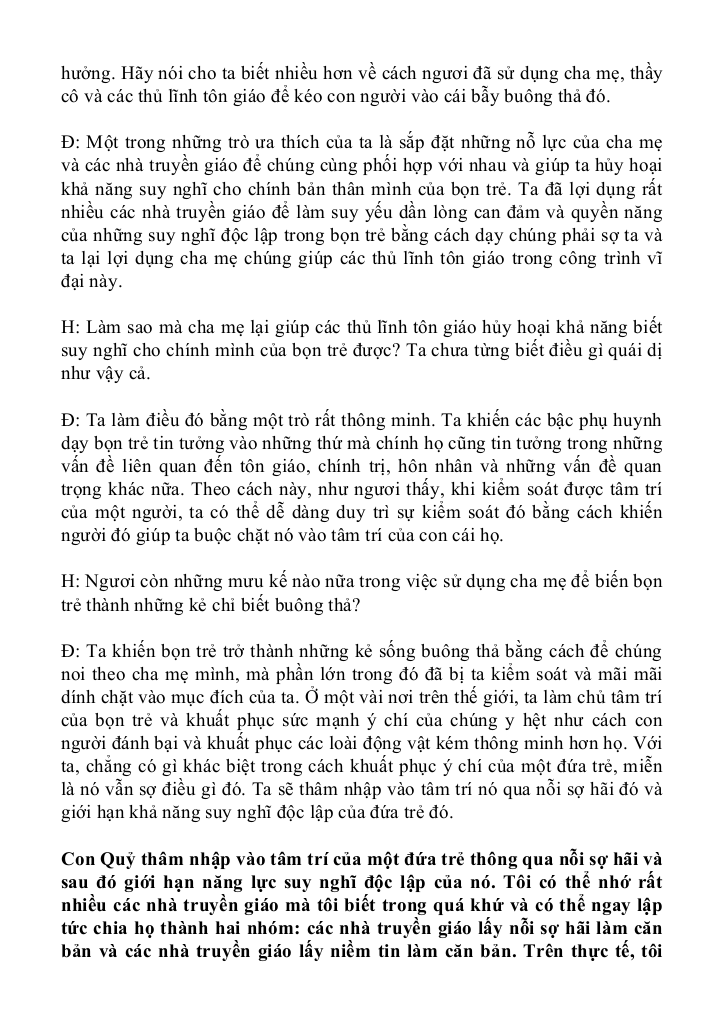 hưởng. Hãy nói cho ta biết nhiều hơn về cách ngươi đã sử dụng cha mẹ, thầy
cô và các thủ lĩnh tôn giáo để kéo con người vào cái bẫy buông thả đó.
Đ: Một trong những trò ưa thích của ta là sắp đặt những nỗ lực của cha mẹ
và các nhà truyền giáo để chúng cùng phối hợp với nhau và giúp ta hủy hoại
khả năng suy nghĩ cho chính bản thân mình của bọn trẻ. Ta đã lợi dụng rất
nhiều các nhà truyền giáo để làm suy yếu dần lòng can đảm và quyền năng
của những suy nghĩ độc lập trong bọn trẻ bằng cách dạy chúng phải sợ ta và
ta lại lợi dụng cha mẹ chúng giúp các thủ lĩnh tôn giáo trong công trình vĩ
đại này.
H: Làm sao mà cha mẹ lại giúp các thủ lĩnh tôn giáo hủy hoại khả năng biết
suy nghĩ cho chính mình của bọn trẻ được? Ta chưa từng biết điều gì quái dị
như vậy cả.
Đ: Ta làm điều đó bằng một trò rất thông minh. Ta khiến các bậc phụ huynh
dạy bọn trẻ tin tưởng vào những thứ mà chính họ cũng tin tưởng trong những
vấn đề liên quan đến tôn giáo, chính trị, hôn nhân và những vấn đề quan
trọng khác nữa. Theo cách này, như ngươi thấy, khi kiểm soát được tâm trí
của một người, ta có thể dễ dàng duy trì sự kiểm soát đó bằng cách khiến
người đó giúp ta buộc chặt nó vào tâm trí của con cái họ.
H: Ngươi còn những mưu kế nào nữa trong việc sử dụng cha mẹ để biến bọn
trẻ thành những kẻ chỉ biết buông thả?
Đ: Ta khiến bọn trẻ trở thành những kẻ sống buông thả bằng cách để chúng
noi theo cha mẹ mình, mà phần lớn trong đó đã bị ta kiểm soát và mãi mãi
dính chặt vào mục đích của ta. Ở một vài nơi trên thế giới, ta làm chủ tâm trí
của bọn trẻ và khuất phục sức mạnh ý chí của chúng y hệt như cách con
người đánh bại và khuất phục các loài động vật kém thông minh hơn họ. Với
ta, chẳng có gì khác biệt trong cách khuất phục ý chí của một đứa trẻ, miễn
là nó vẫn sợ điều gì đó. Ta sẽ thâm nhập vào tâm trí nó qua nỗi sợ hãi đó và
giới hạn khả năng suy nghĩ độc lập của đứa trẻ đó.
Con Quỷ thâm nhập vào tâm trí của một đứa trẻ thông qua nỗi sợ hãi và
sau đó giới hạn năng lực suy nghĩ độc lập của nó. Tôi có thể nhớ rất
nhiều các nhà truyền giáo mà tôi biết trong quá khứ và có thể ngay lập
tức chia họ thành hai nhóm: các nhà truyền giáo lấy nỗi sợ hãi làm căn
bản và các nhà truyền giáo lấy niềm tin làm căn bản. Trên thực tế, tôi